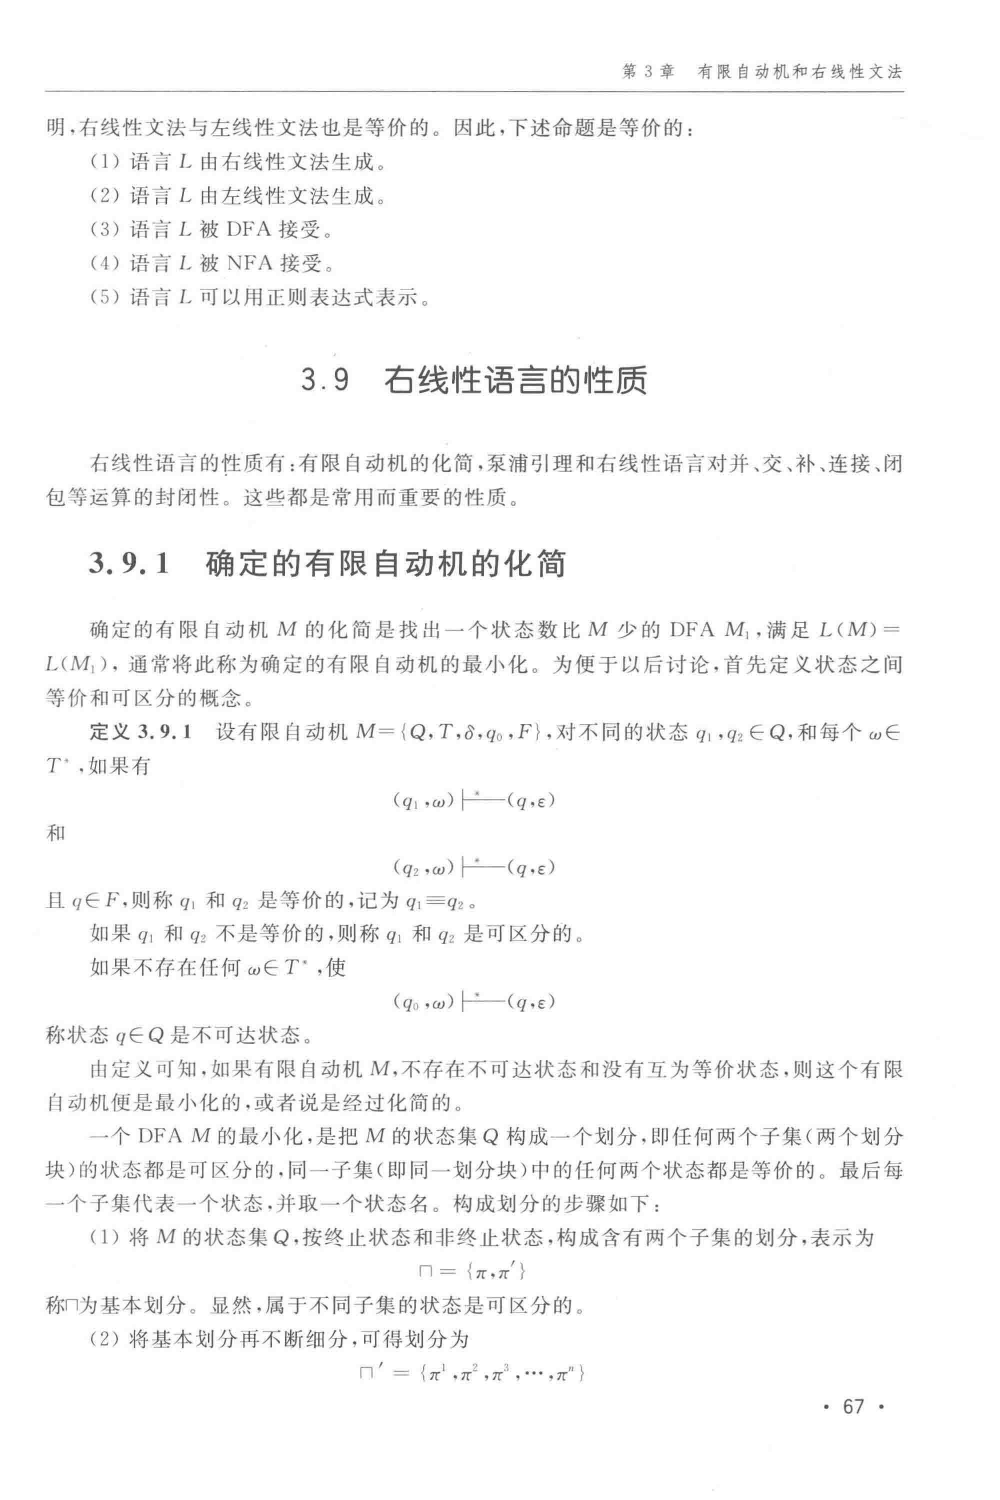 第 3 章　有限自动机和右线性文法
明,右线性文法与左线性文法也是等价的。因此,下述命题是等价的:
(1) 语言 L 由右线性文法生成。
(2) 语言 L 由左线性文法生成。
(3) 语言 L 被 DFA 接受。
(4) 语言 L 被 NFA 接受。
(5) 语言 L 可以用正则表达式表示。
3.9　右线性语言的性质
右线性语言的性质有:有限自动机的化简,泵浦引理和右线性语言对并、交、补、连接、闭
包等运算的封闭性。这些都是常用而重要的性质。
3.9.1　确定的有限自动机的化简
确定的有限自动机 M 的化简是找出一个状态数比 M 少的 DFA M₁,满足 L(M)=
L(M₁), 通常将此称为确定的有限自动机的最小化。为便于以后讨论,首先定义状态之间
等价和可区分的概念。
定义 3.9.1　设有限自动机 M={Q,T,δ,q₀,F},对不同的状态 q₁,q₂∈Q,和每个 ω∈
T*,如果有
(q₁,ω)⊢*(q,ε)
和
(q₂,ω)⊢*(q,ε)
且 q∈F,则称 q₁ 和 q₂ 是等价的,记为 q₁≡q₂。
如果 q₁ 和 q₂ 不是等价的,则称 q₁ 和 q₂ 是可区分的。
如果不存在任何 ω∈T*,使
(q₀,ω)⊢*(q,ε)
称状态 q∈Q 是不可达状态。
由定义可知,如果有限自动机 M,不存在不可达状态和没有互为等价状态,则这个有限
自动机便是最小化的,或者说是经过化简的。
一个 DFA M 的最小化,是把 M 的状态集 Q 构成一个划分,即任何两个子集(两个划分
块)的状态都是可区分的,同一子集(即同一划分块)中的任何两个状态都是等价的。最后每
一个子集代表一个状态,并取一个状态名。构成划分的步骤如下:
(1) 将 M 的状态集 Q,按终止状态和非终止状态,构成含有两个子集的划分,表示为
∏={π,π′}
称∏为基本划分。显然,属于不同子集的状态是可区分的。
(2) 将基本划分再不断细分,可得划分为
∏′={π¹,π²,π³,…,πⁿ}
· 67 ·